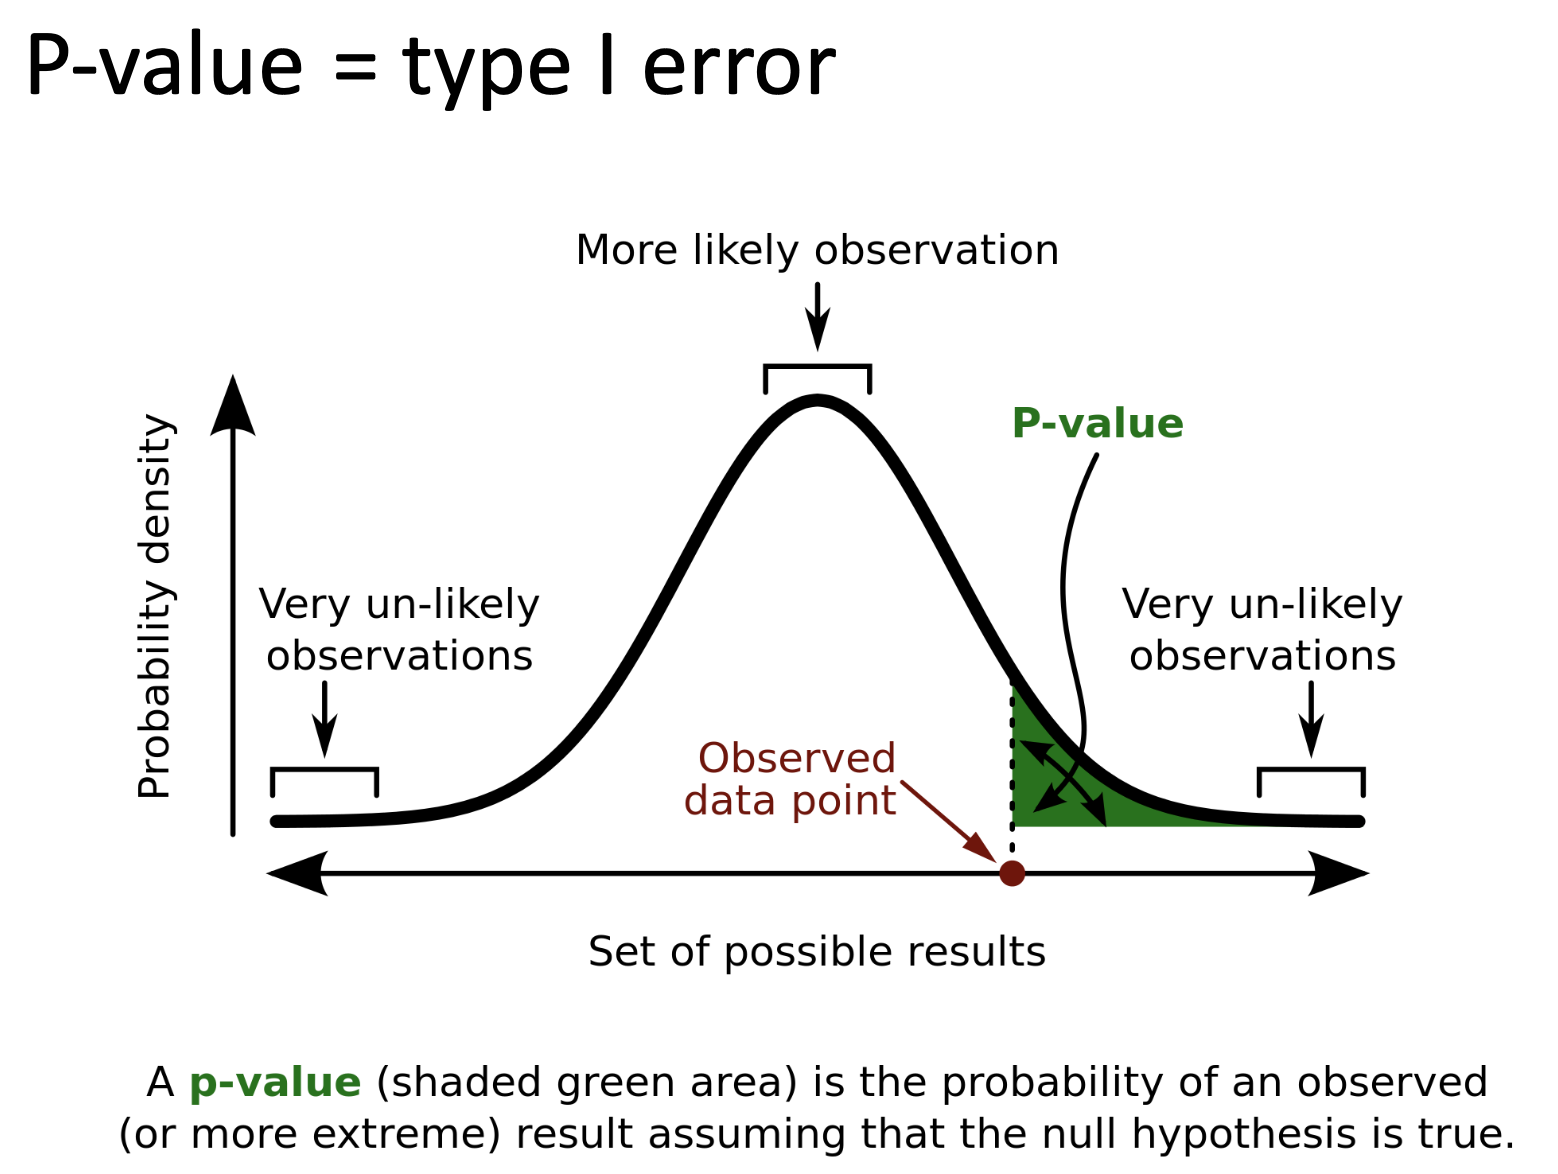 P-value = type I error
More likely observation
P-value
Probability density
Very un-likely
observations
Very un-likely
observations
Observed
data point
Set of possible results
A p-value (shaded green area) is the probability of an observed
(or more extreme) result assuming that the null hypothesis is true.